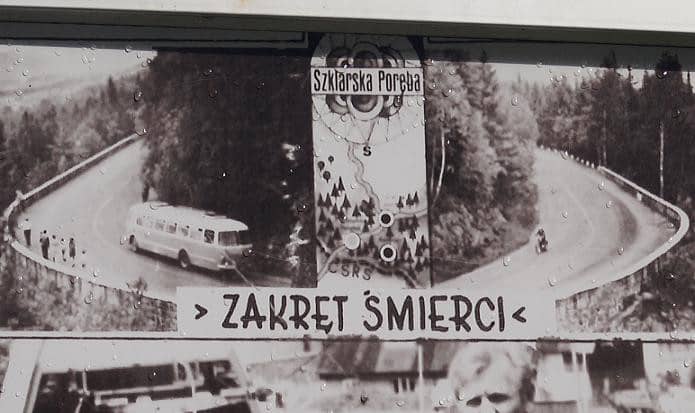 Szklarska Poręba
S
ČSRS
> ZAKRĘT ŚMIERCI <